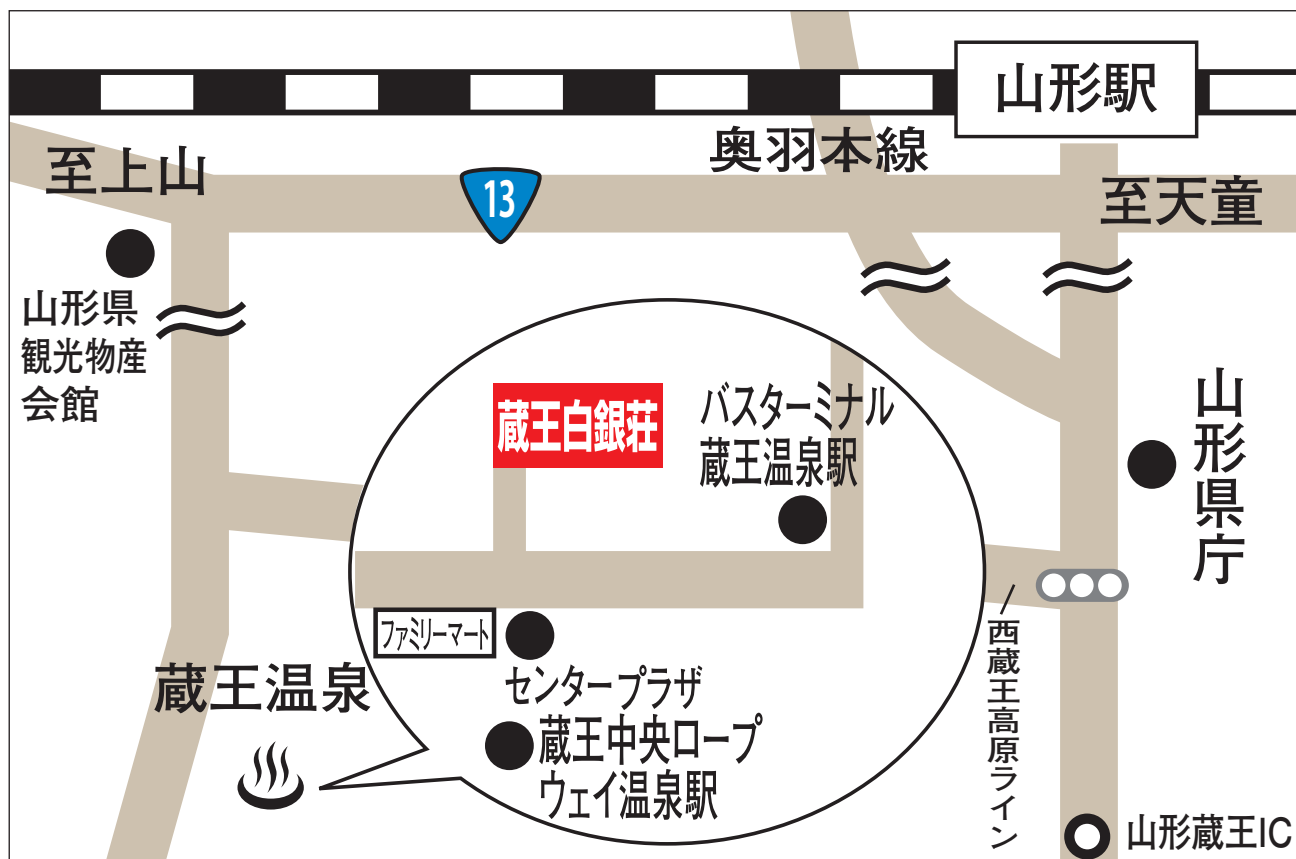 山形駅
奥羽本線
至上山
13
至天童
山形県
観光物産
会館
蔵王白銀荘
バスターミナル
蔵王温泉駅
山形県庁
ファミリーマート
センタープラザ
蔵王中央ロープ
ウェイ温泉駅
蔵王温泉
西蔵王高原ライン
山形蔵王IC